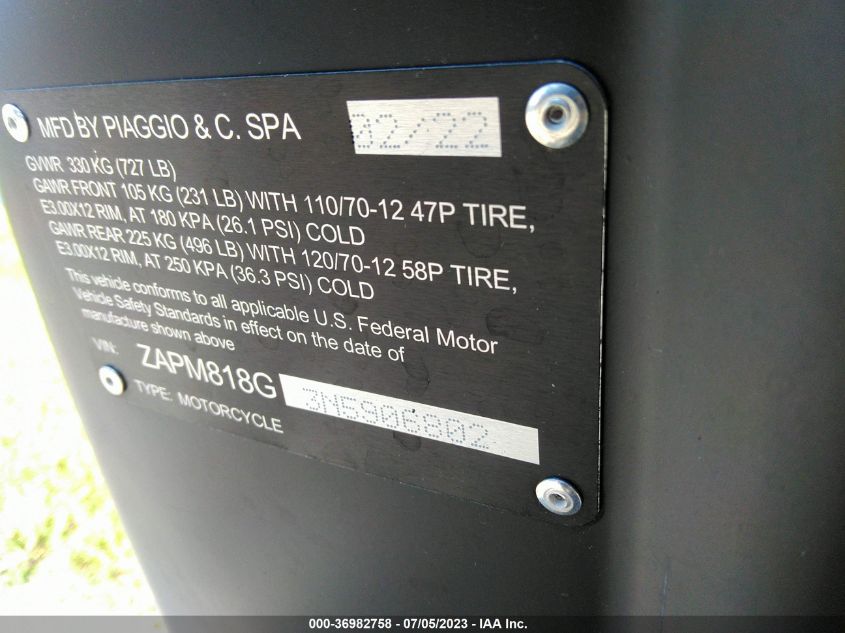 MFD BY PIAGGIO & C. SPA 02/22
GVWR 330 KG (727 LB)
GAWR FRONT 105 KG (231 LB) WITH 110/70-12 47P TIRE,
E3.00X12 RIM, AT 180 KPA (26.1 PSI) COLD
GAWR REAR 225 KG (496 LB) WITH 120/70-12 58P TIRE,
E3.00X12 RIM, AT 250 KPA (36.3 PSI) COLD
This vehicle conforms to all applicable U.S. Federal Motor
Vehicle Safety Standards in effect on the date of
manufacture shown above
VIN: ZAPM818G 3N5906802
TYPE: MOTORCYCLE
000-36982758 - 07/05/2023 - IAA Inc.